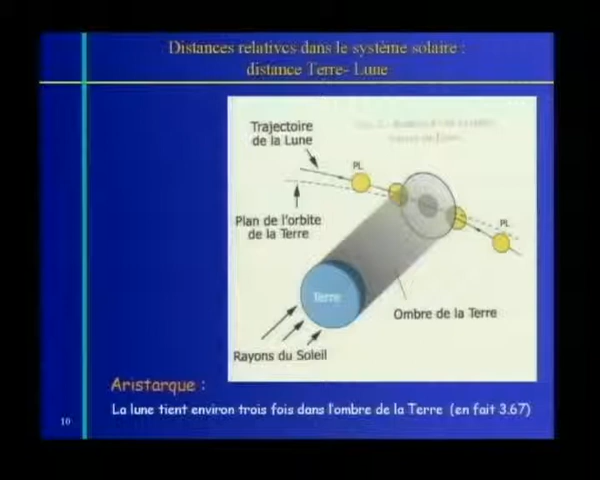 Distances relatives dans le système solaire :
distance Terre- Lune
Trajectoire
de la Lune
PL
PL
Plan de l'orbite
de la Terre
Terre
Ombre de la Terre
Rayons du Soleil
Aristarque :
La lune tient environ trois fois dans l'ombre de la Terre (en fait 3.67)
10